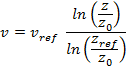 v = v_ref ln(z/z_0) / ln(z_ref/z_0)